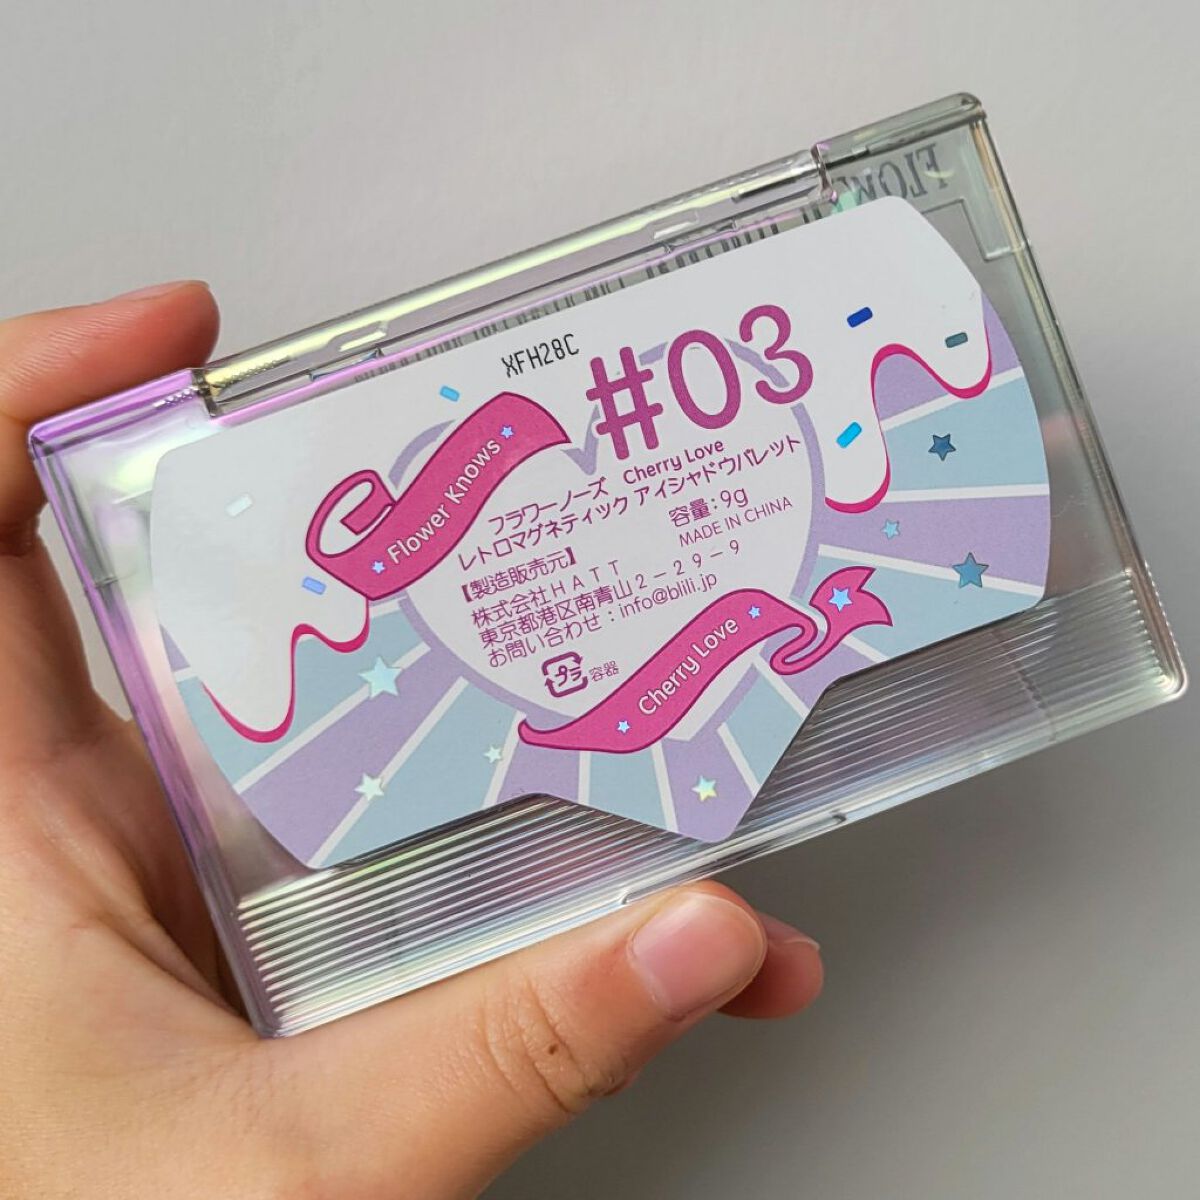 XFH28C
#03
Flower Knows
フラワーノーズ Cherry Love
レトロマグネティック アイシャドウパレット
容量:9g
MADE IN CHINA
【製造販売元】
株式会社HATT
東京都港区南青山2-29-9
お問い合わせ:info@blili.jp
プラ 容器
Cherry Love